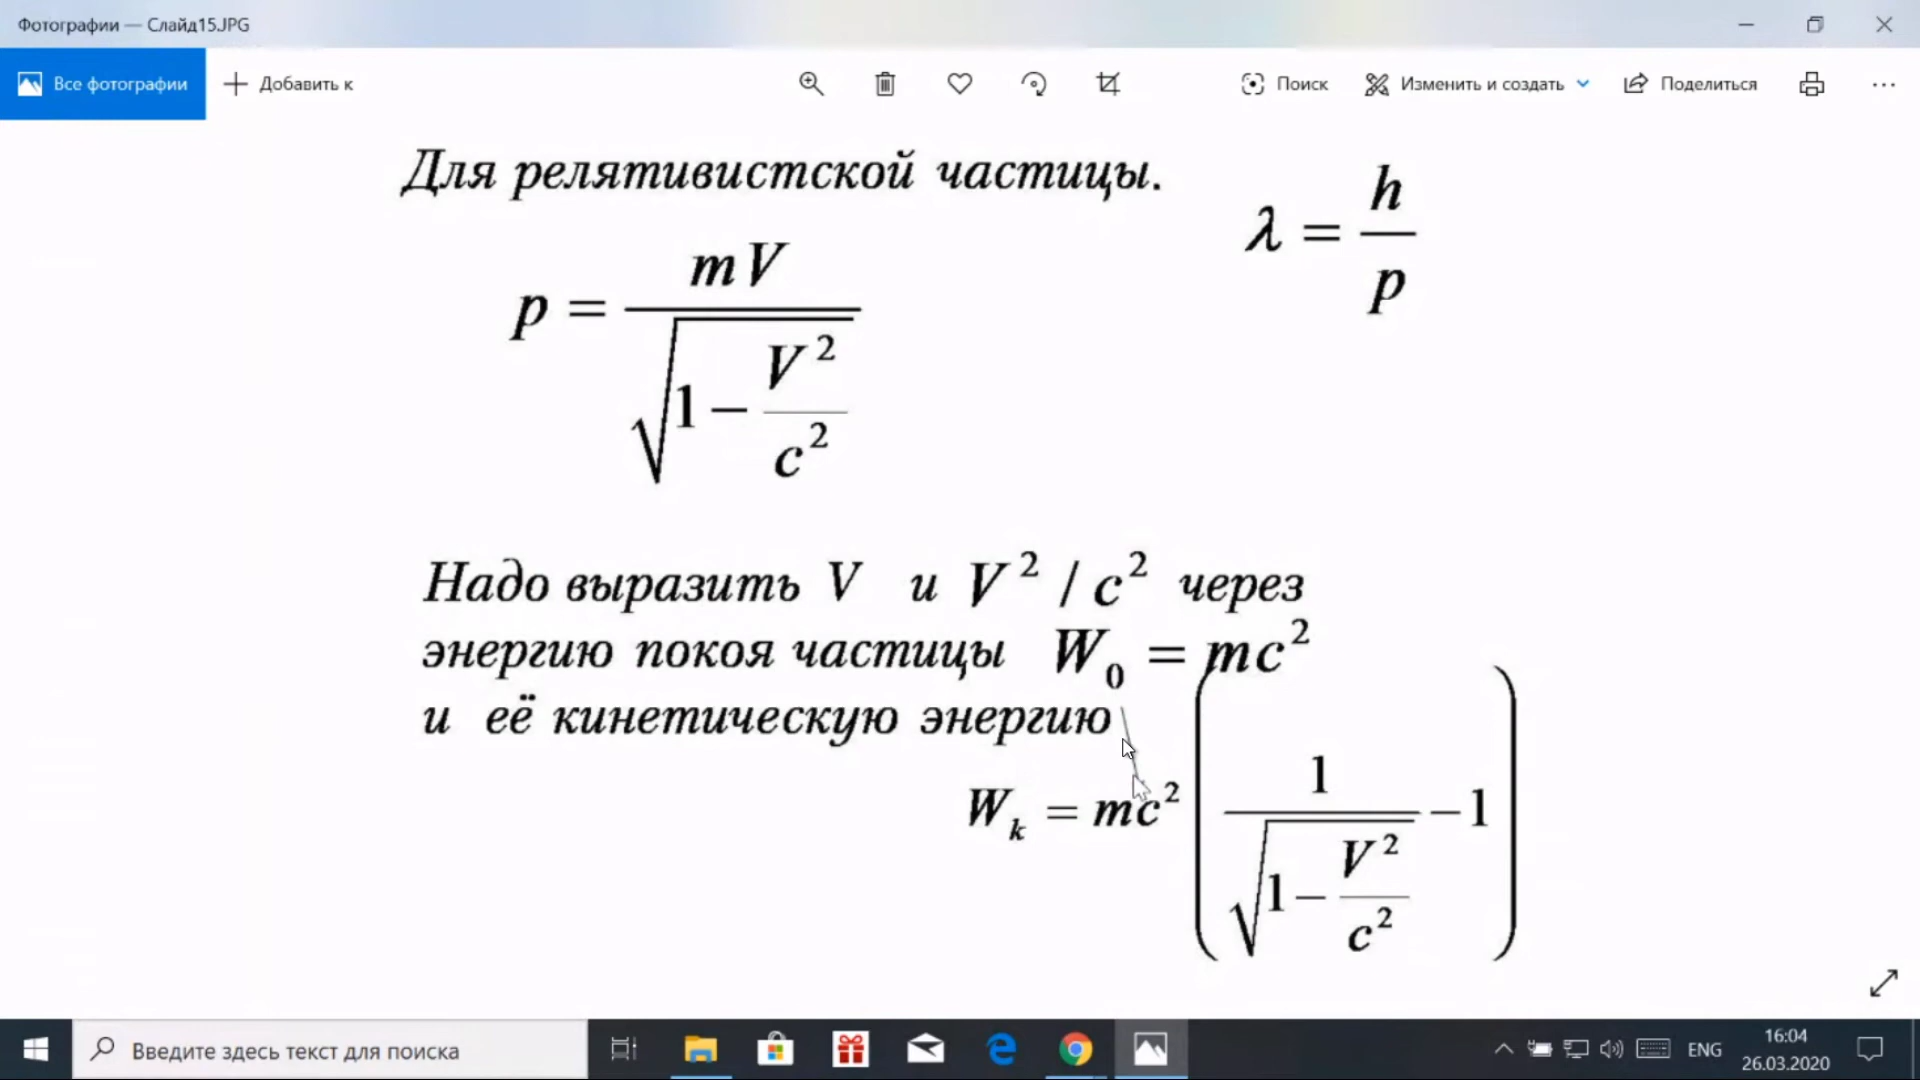 Фотографии — Слайд15.JPG
Все фотографии
Добавить к
Поиск
Изменить и создать
Поделиться
Для релятивистской частицы.
λ = h / p
p = mV / √(1 − V² / c²)
Надо выразить V и V² / c² через
энергию покоя частицы W₀ = mc²
и её кинетическую энергию
Wₖ = mc² (1 / √(1 − V² / c²) − 1)
Введите здесь текст для поиска
ENG
16:04
26.03.2020